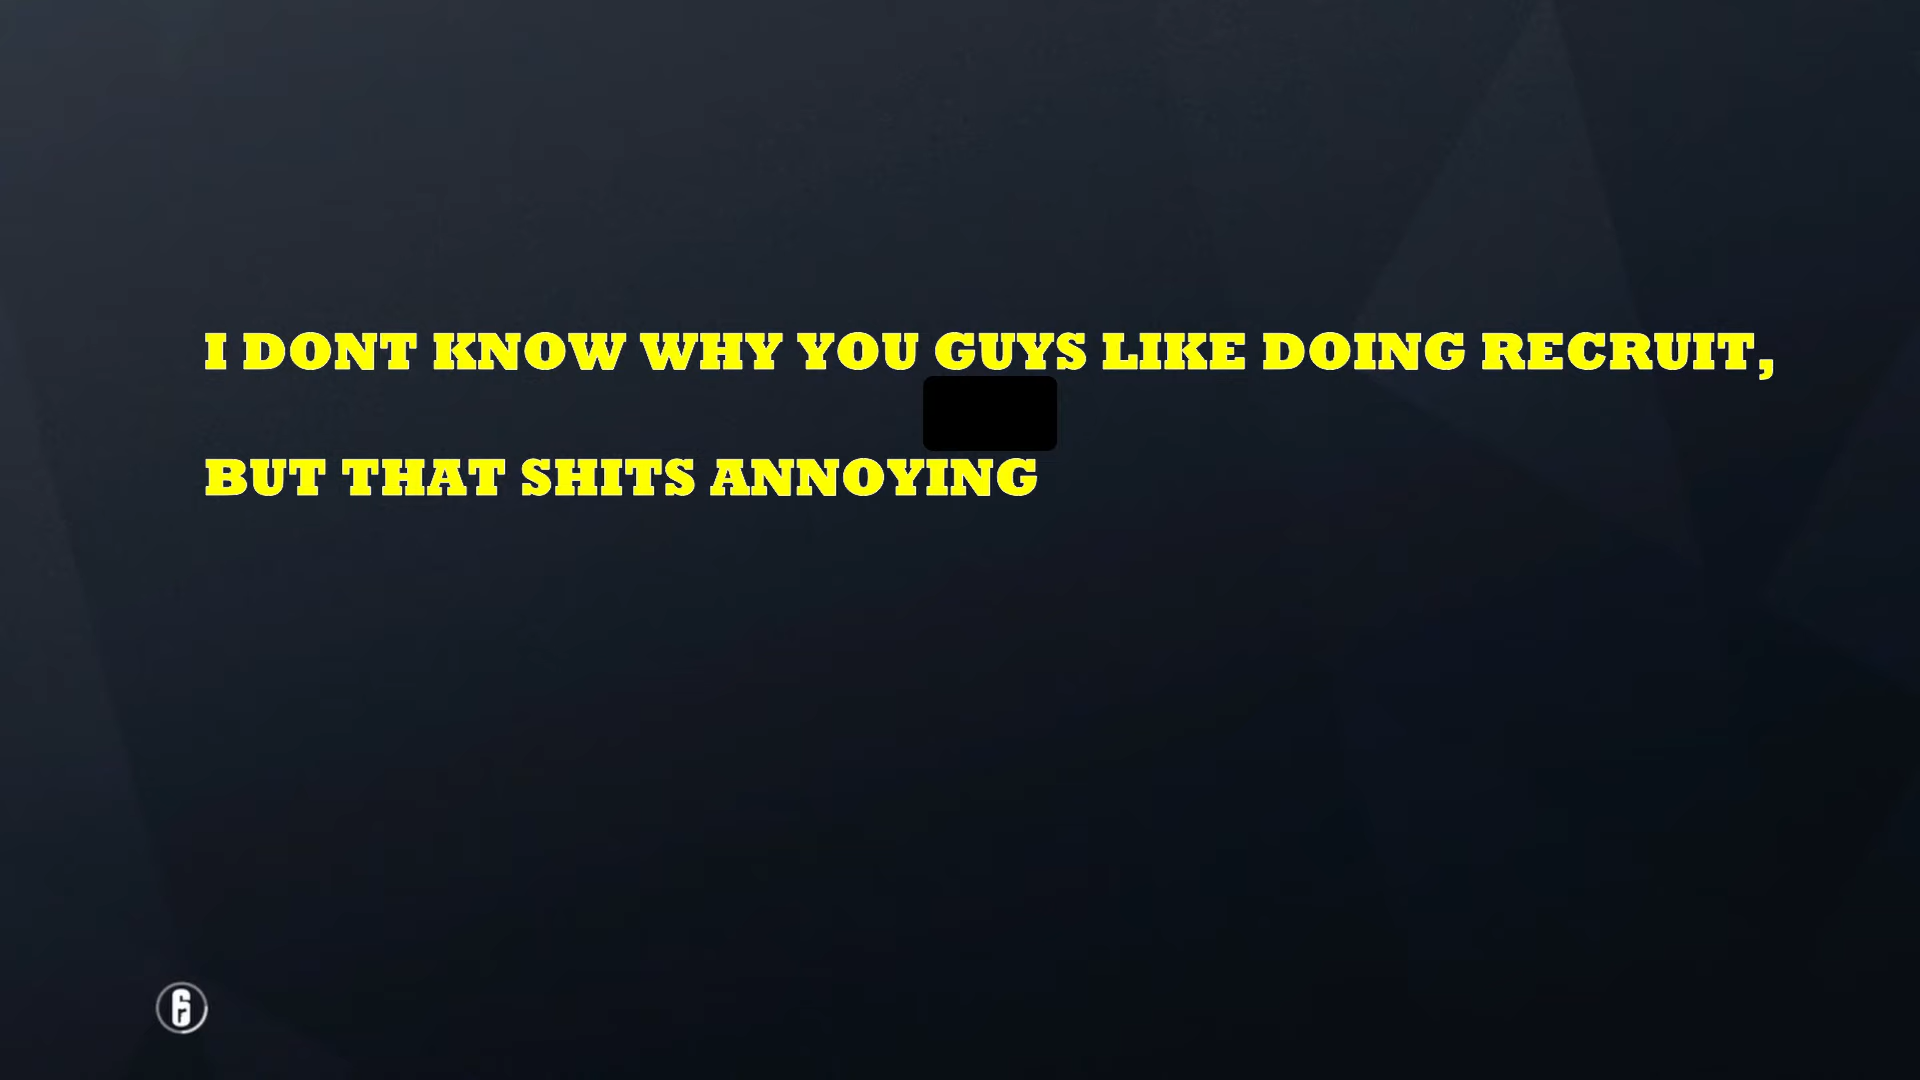 I DONT KNOW WHY YOU GUYS LIKE DOING RECRUIT,
BUT THAT SHITS ANNOYING